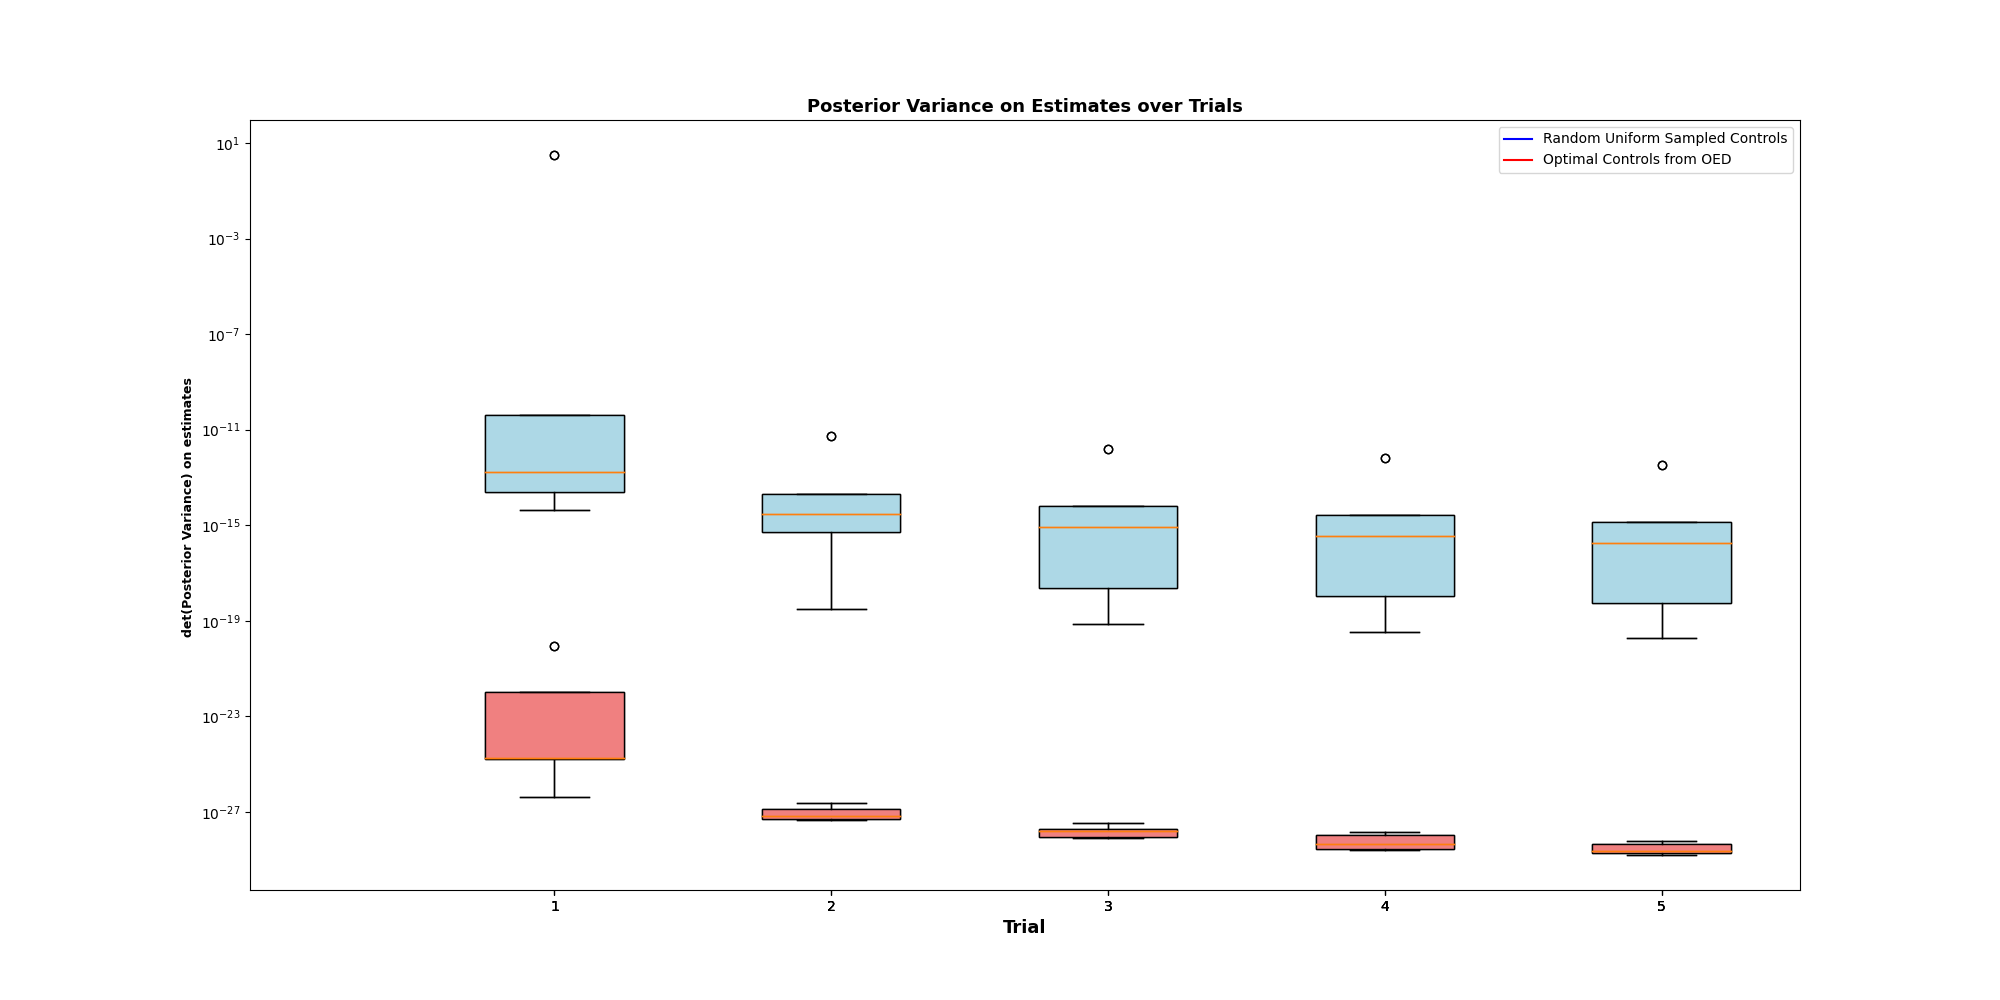 Posterior Variance on Estimates over Trials
Random Uniform Sampled Controls
Optimal Controls from OED
det(Posterior Variance) on estimates
10^1
10^−3
10^−7
10^−11
10^−15
10^−19
10^−23
10^−27
1 2 3 4 5
Trial